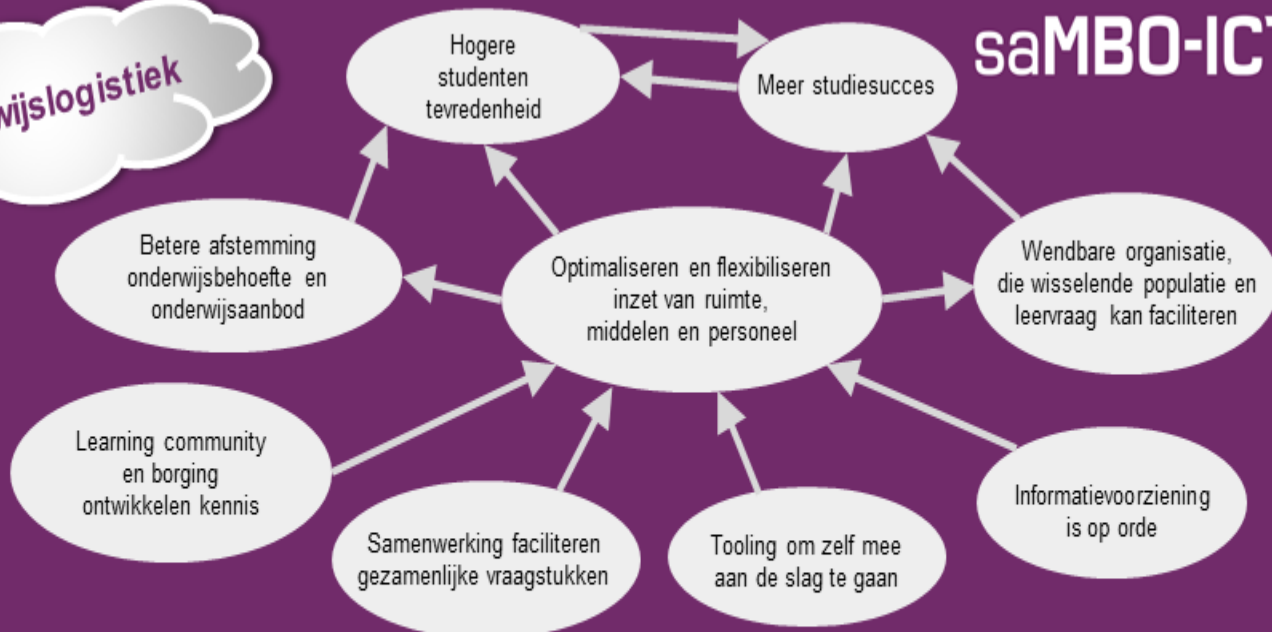 Hogere
studenten
tevredenheid
Meer studiesucces
saMBO-ICT
Betere afstemming
onderwijsbehoefte en
onderwijsaanbod
Optimaliseren en flexibiliseren
inzet van ruimte,
middelen en personeel
Wendbare organisatie,
die wisselende populatie en
leervraag kan faciliteren
Learning community
en borging
ontwikkelen kennis
Samenwerking faciliteren
gezamenlijke vraagstukken
Tooling om zelf mee
aan de slag te gaan
Informatievoorziening
is op orde